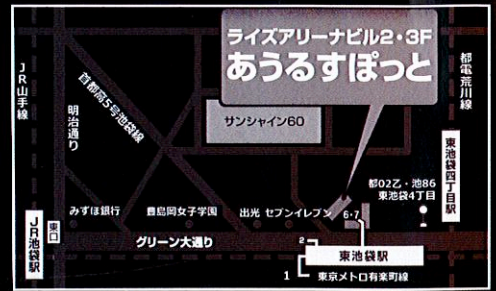 ライズアリーナビル2・3F
あうるすぽっと
JR山手線
首都高5号池袋線
明治通り
サンシャイン60
都電荒川線
東池袋四丁目駅
都02乙・池86
東池袋4丁目
みずほ銀行
豊島岡女子学園
出光 セブンイレブン
6・7
東口
JR池袋駅
グリーン大通り
2
東池袋駅
1
東京メトロ有楽町線